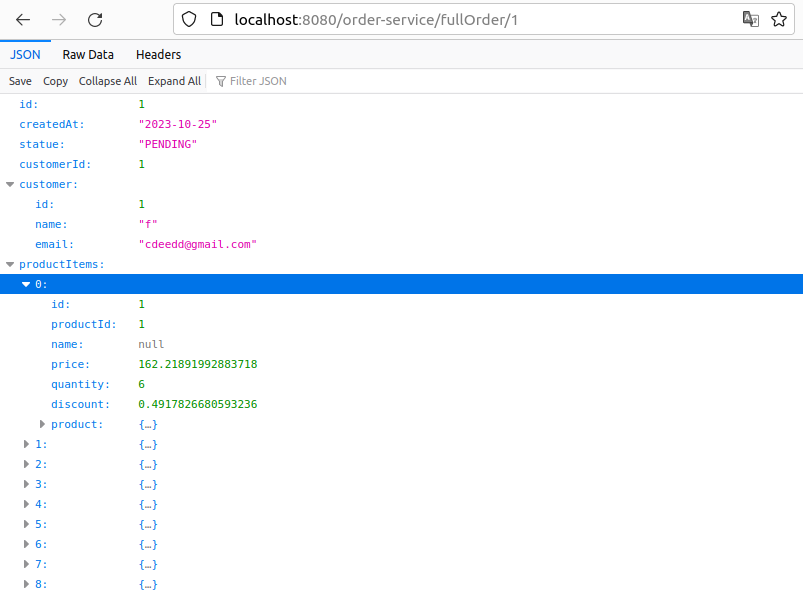 localhost:8080/order-service/fullOrder/1
JSON Raw Data Headers
Save Copy Collapse All Expand All Filter JSON
id: 1
createdAt: "2023-10-25"
statue: "PENDING"
customerId: 1
customer:
id: 1
name: "f"
email: "cdeedd@gmail.com"
productItems:
0:
id: 1
productId: 1
name: null
price: 162.21891992883718
quantity: 6
discount: 0.4917826680593236
product: {…}
1: {…}
2: {…}
3: {…}
4: {…}
5: {…}
6: {…}
7: {…}
8: {…}